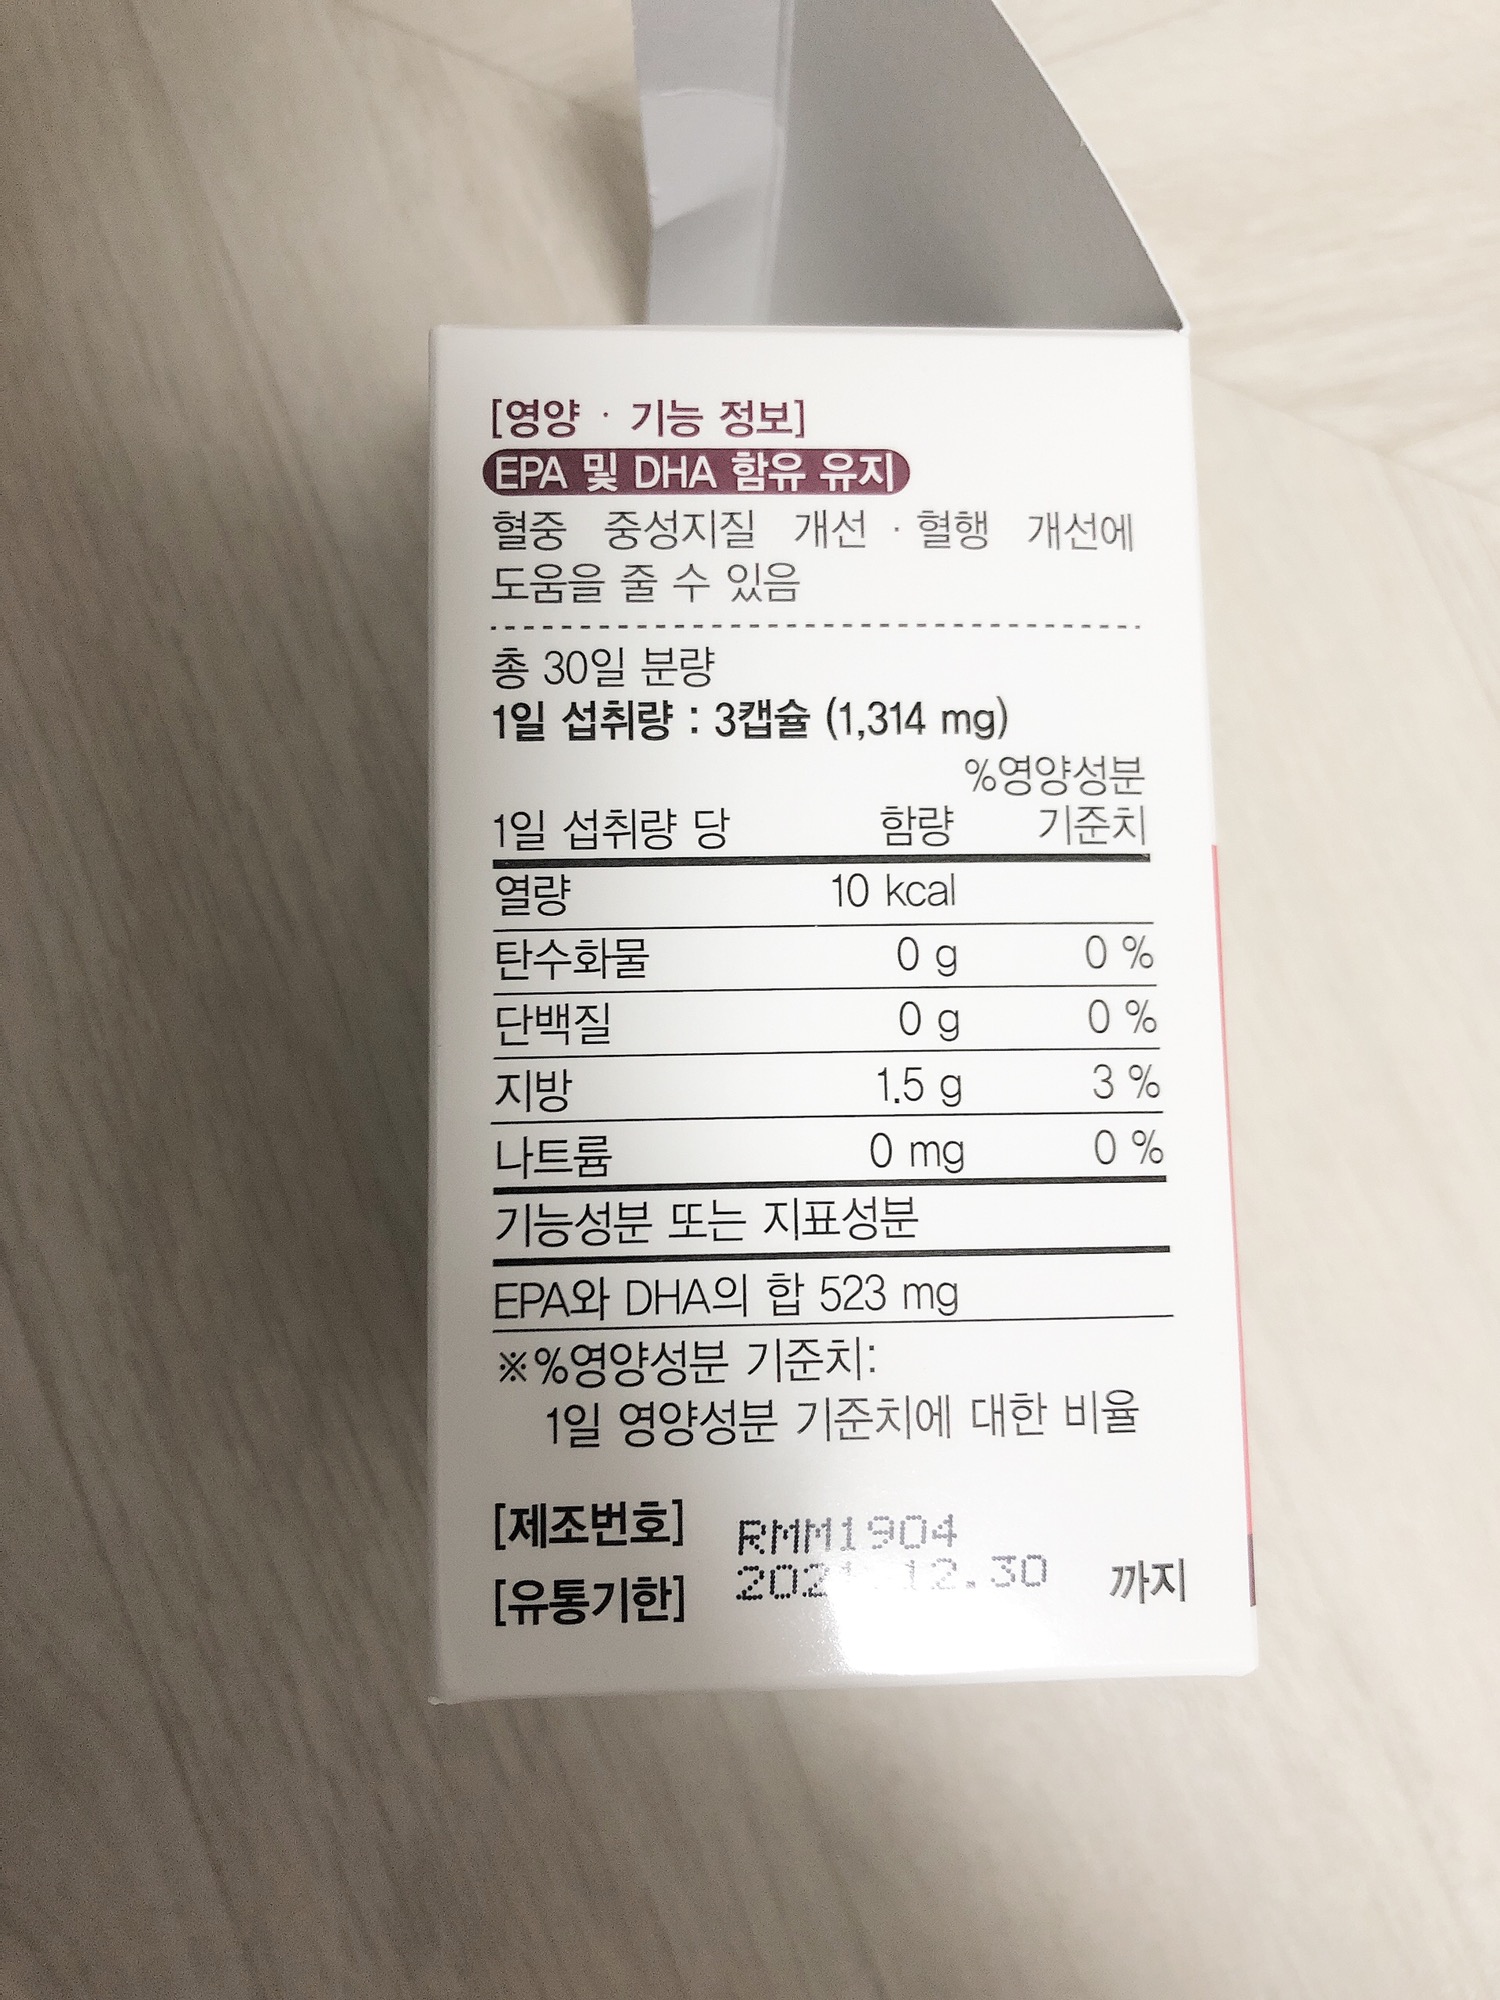 [영양 · 기능 정보]
EPA 및 DHA 함유 유지
혈중 중성지질 개선 · 혈행 개선에
도움을 줄 수 있음
총 30일 분량
1일 섭취량 : 3캡슐 (1,314 mg)
%영양성분
1일 섭취량 당 함량 기준치
열량 10 kcal
탄수화물 0 g 0 %
단백질 0 g 0 %
지방 1.5 g 3 %
나트륨 0 mg 0 %
기능성분 또는 지표성분
EPA와 DHA의 합 523 mg
※%영양성분 기준치:
1일 영양성분 기준치에 대한 비율
[제조번호] RMM1904
[유통기한] 12.30 까지